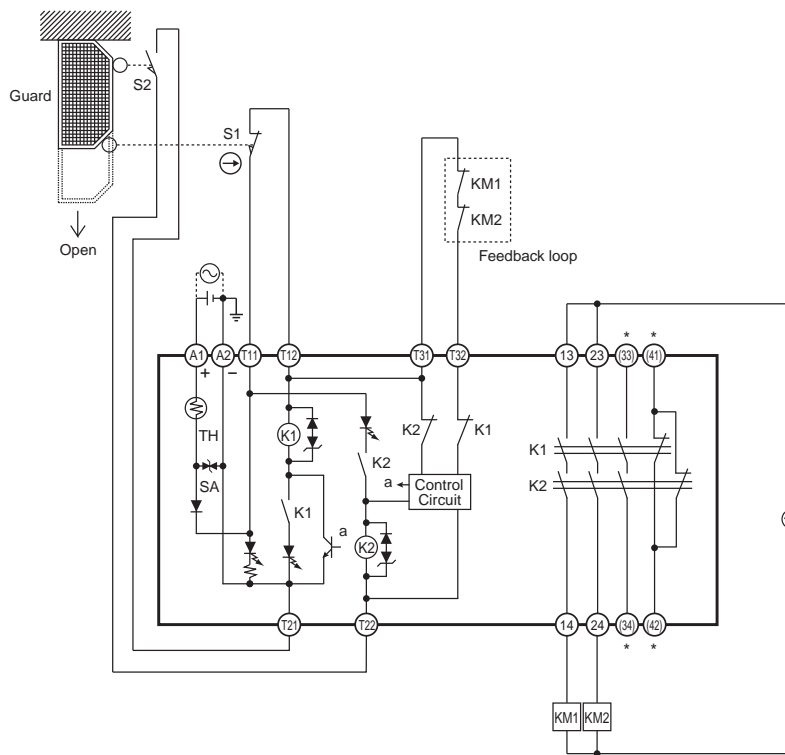 S2
Guard
S1
KM1
KM2
Open
Feedback loop
* *
A1 A2 T11 T12 T31 T32 13 23 (33) (41)
+ −
TH
K1
K2
K1
K2
K1
SA
K2
a
Control
Circuit
K1
a
K2
T21 T22 14 24 (34) (42)
* *
KM1 KM2